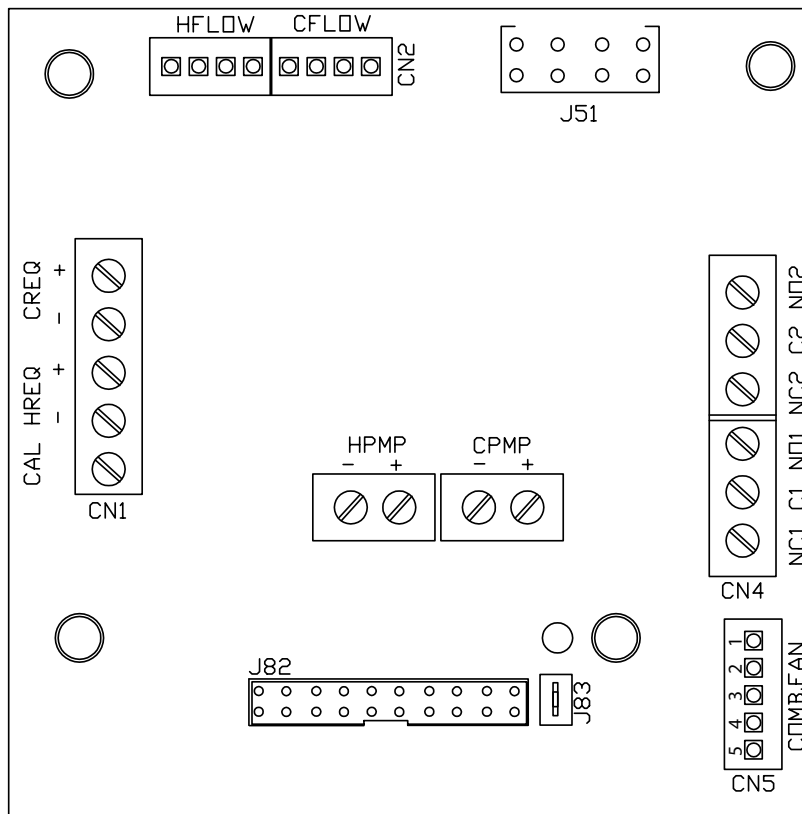 HFLOW CFLOW
CN2
J51
CREQ + -
HREQ + -
CAL
CN1
HPMP
- +
CPMP
- +
NO2
C2
NC2
NO1
C1
NC1
CN4
J82
J83
1
2
3
4
5
COMB.FAN
CN5